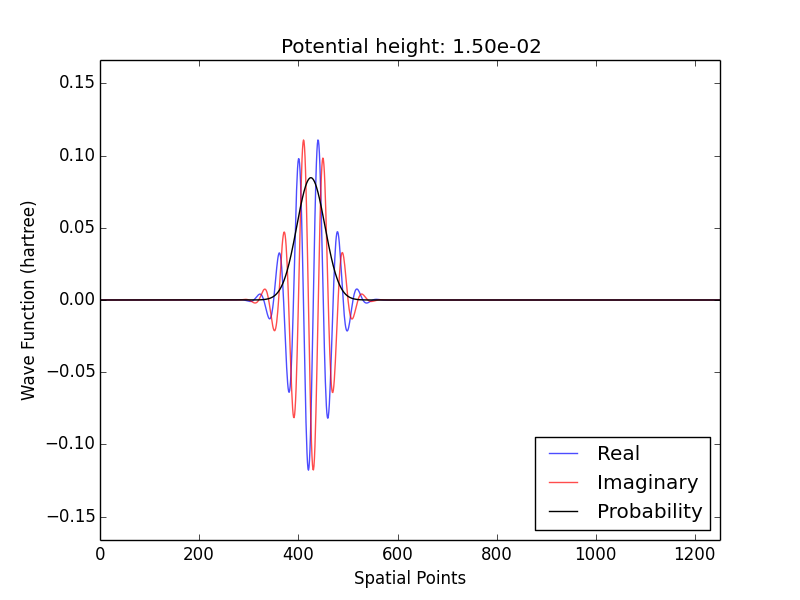 Potential height: 1.50e-02
0.15
0.10
0.05
0.00
−0.05
−0.10
−0.15
Wave Function (hartree)
Real
Imaginary
Probability
0 200 400 600 800 1000 1200
Spatial Points